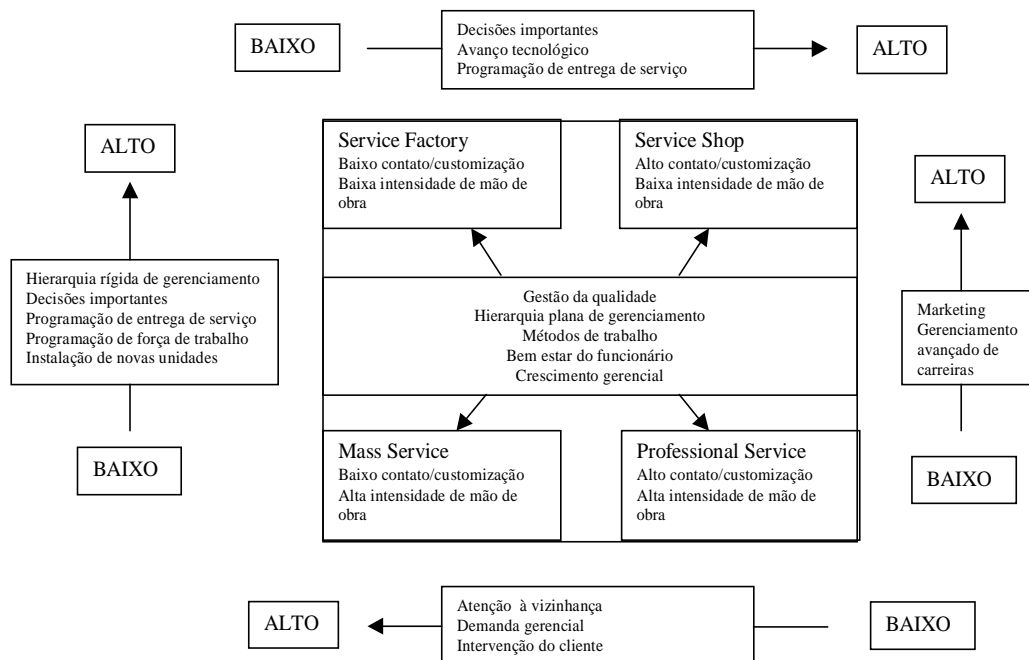 BAIXO
Decisões importantes
Avanço tecnológico
Programação de entrega de serviço
ALTO
ALTO
Hierarquia rígida de gerenciamento
Decisões importantes
Programação de entrega de serviço
Programação de força de trabalho
Instalação de novas unidades
BAIXO
Service Factory
Baixo contato/customização
Baixa intensidade de mão de
obra
Service Shop
Alto contato/customização
Baixa intensidade de mão de
obra
Gestão da qualidade
Hierarquia plana de gerenciamento
Métodos de trabalho
Bem estar do funcionário
Crescimento gerencial
Mass Service
Baixo contato/customização
Alta intensidade de mão de
obra
Professional Service
Alto contato/customização
Alta intensidade de mão de
obra
ALTO
Marketing
Gerenciamento
avançado de
carreiras
BAIXO
ALTO
Atenção à vizinhança
Demanda gerencial
Intervenção do cliente
BAIXO